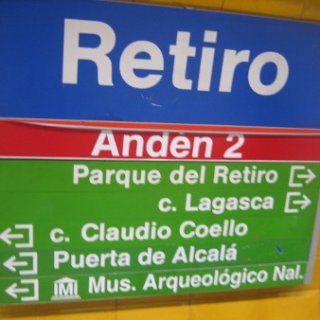 Retiro
Andén 2
Parque del Retiro
c. Lagasca
c. Claudio Coello
Puerta de Alcalá
M Mus. Arqueológico Nal.